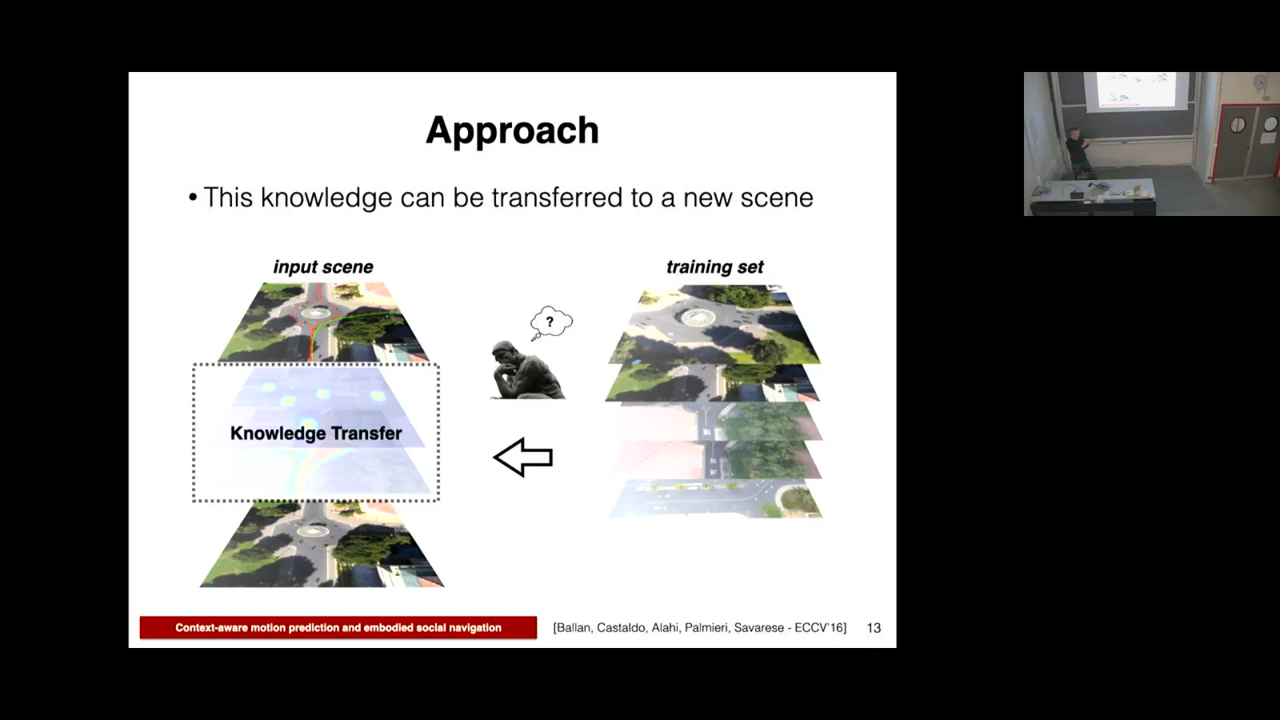 Approach
• This knowledge can be transferred to a new scene
input scene
training set
?
Knowledge Transfer
Context-aware motion prediction and embodied social navigation
[Ballan, Castaldo, Alahi, Palmieri, Savarese - ECCV'16]
13